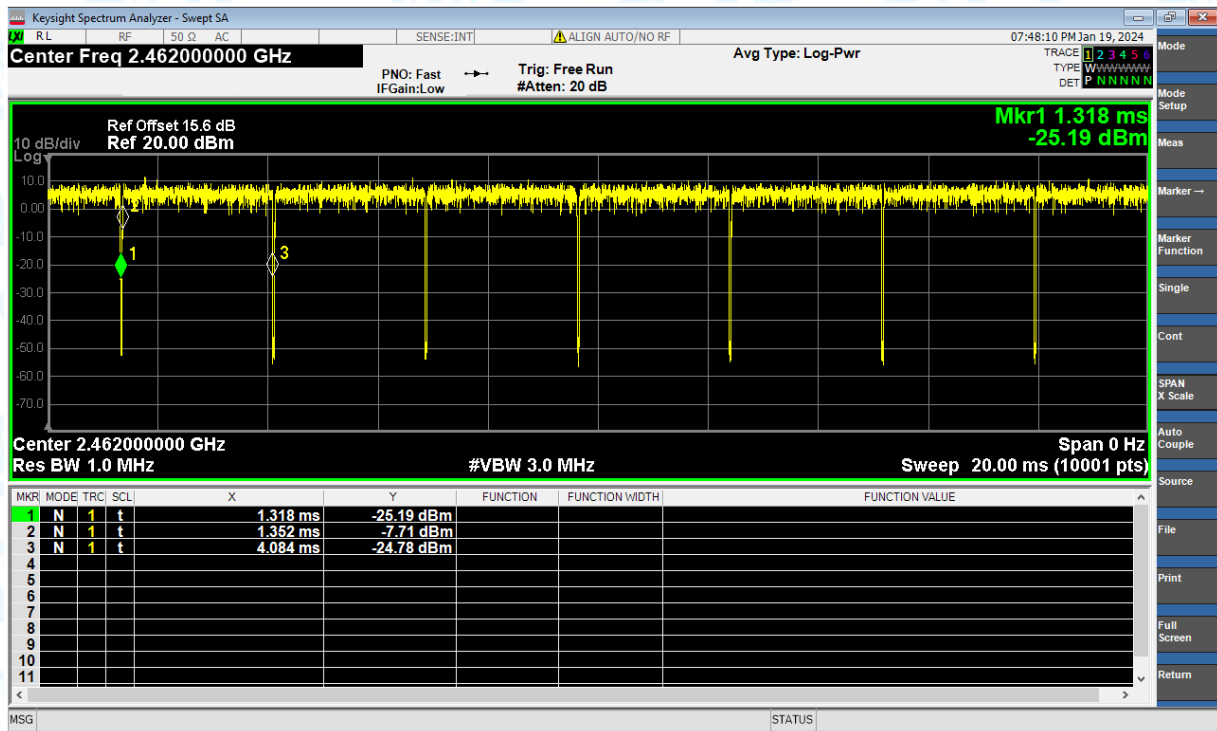 Keysight Spectrum Analyzer - Swept SA
LXI RL RF 50 Ω AC SENSE:INT ALIGN AUTO/NO RF 07:48:10 PM Jan 19, 2024
Center Freq 2.462000000 GHz
PNO: Fast
IFGain:Low
Trig: Free Run
#Atten: 20 dB
Avg Type: Log-Pwr
TRACE 1 2 3 4 5 6
TYPE WWWWWW
DET P N N N N N
Mkr1 1.318 ms
-25.19 dBm
Ref Offset 15.6 dB
10 dB/div Ref 20.00 dBm
Log
10.0
0.00
-10.0
-20.0
-30.0
-40.0
-50.0
-60.0
-70.0
1
2
3
Center 2.462000000 GHz Span 0 Hz
Res BW 1.0 MHz #VBW 3.0 MHz Sweep 20.00 ms (10001 pts)
MKR MODE TRC SCL X Y FUNCTION FUNCTION WIDTH FUNCTION VALUE
1 N 1 t 1.318 ms -25.19 dBm
2 N 1 t 1.352 ms -7.71 dBm
3 N 1 t 4.084 ms -24.78 dBm
4
5
6
7
8
9
10
11
MSG STATUS
Mode
Mode
Setup
Meas
Marker →
Marker
Function
Single
Cont
SPAN
X Scale
Auto
Couple
Source
File
Print
Full
Screen
Return